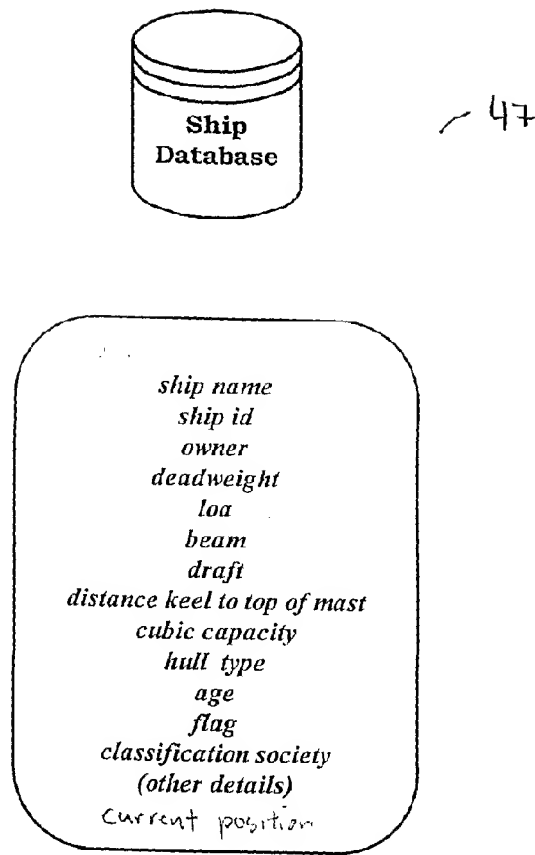 Ship
Database
47
ship name
ship id
owner
deadweight
loa
beam
draft
distance keel to top of mast
cubic capacity
hull type
age
flag
classification society
(other details)
current position